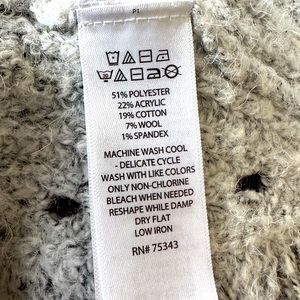 51% POLYESTER
22% ACRYLIC
19% COTTON
7% WOOL
1% SPANDEX
MACHINE WASH COOL
- DELICATE CYCLE
WASH WITH LIKE COLORS
ONLY NON-CHLORINE
BLEACH WHEN NEEDED
RESHAPE WHILE DAMP
DRY FLAT
LOW IRON
RN# 75343